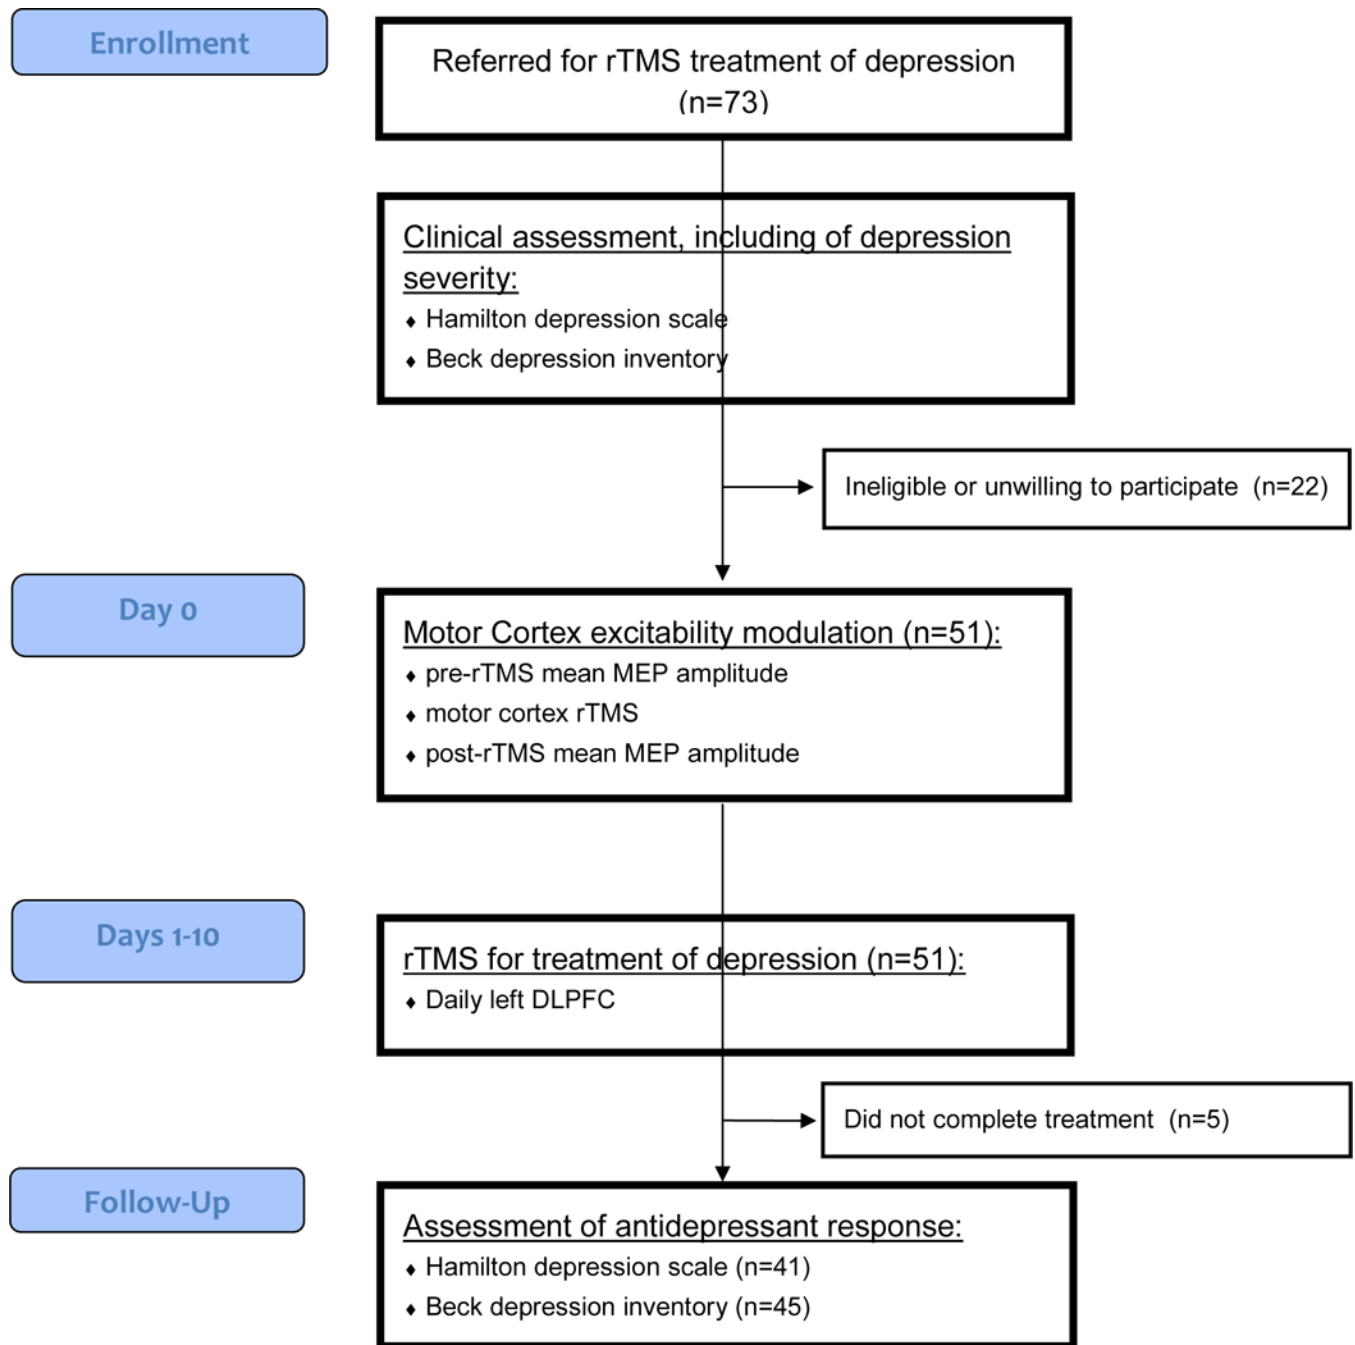 Enrollment
Referred for rTMS treatment of depression
(n=73)
Clinical assessment, including of depression
severity:
♦ Hamilton depression scale
♦ Beck depression inventory
Ineligible or unwilling to participate (n=22)
Day 0
Motor Cortex excitability modulation (n=51):
♦ pre-rTMS mean MEP amplitude
♦ motor cortex rTMS
♦ post-rTMS mean MEP amplitude
Days 1-10
rTMS for treatment of depression (n=51):
♦ Daily left DLPFC
Did not complete treatment (n=5)
Follow-Up
Assessment of antidepressant response:
♦ Hamilton depression scale (n=41)
♦ Beck depression inventory (n=45)